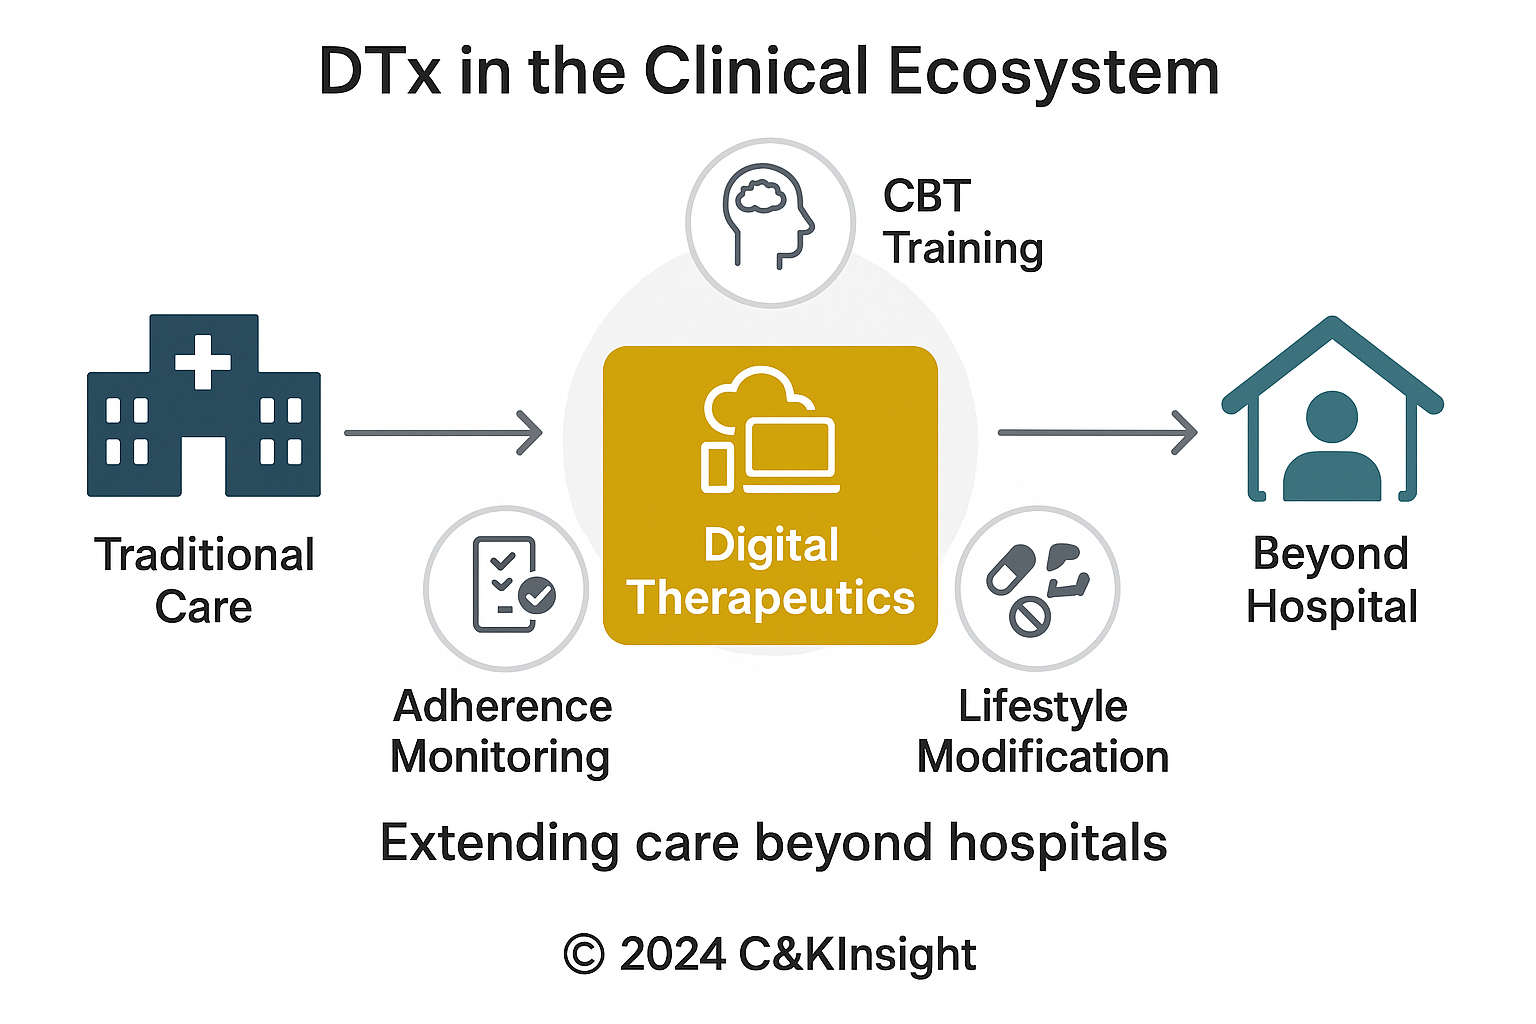 DTx in the Clinical Ecosystem
CBT
Training
Traditional
Care
Digital
Therapeutics
Beyond
Hospital
Adherence
Monitoring
Lifestyle
Modification
Extending care beyond hospitals
© 2024 C&KInsight